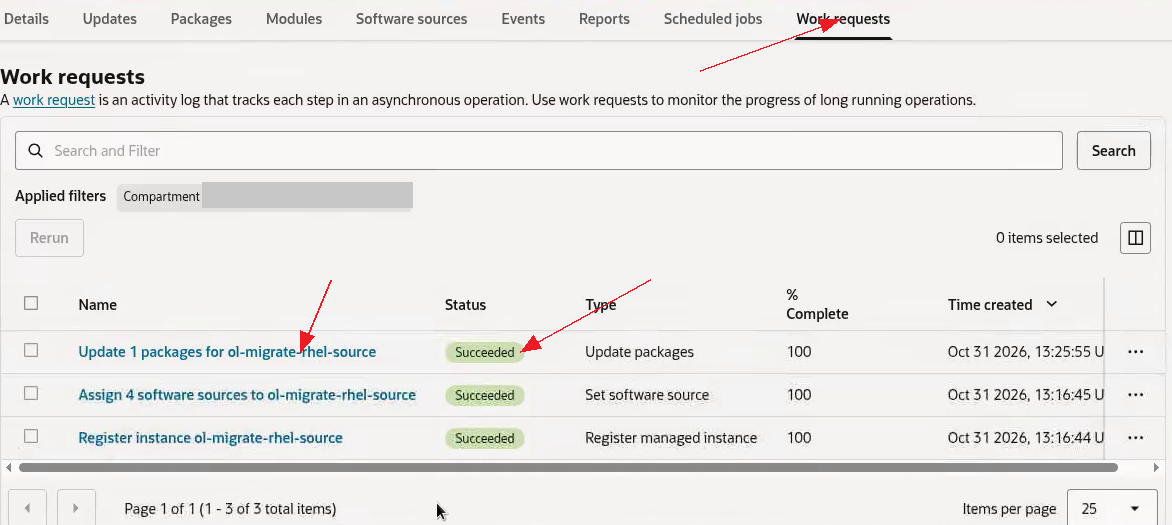 Details Updates Packages Modules Software sources Events Reports Scheduled jobs Work requests
Work requests
A work request is an activity log that tracks each step in an asynchronous operation. Use work requests to monitor the progress of long running operations.
Search and Filter Search
Applied filters Compartment
Rerun 0 items selected
Name Status Type % Complete Time created
Update 1 packages for ol-migrate-rhel-source Succeeded Update packages 100 Oct 31 2026, 13:25:55 U
Assign 4 software sources to ol-migrate-rhel-source Succeeded Set software source 100 Oct 31 2026, 13:16:45 U
Register instance ol-migrate-rhel-source Succeeded Register managed instance 100 Oct 31 2026, 13:16:44 U
Page 1 of 1 (1 - 3 of 3 total items) Items per page 25